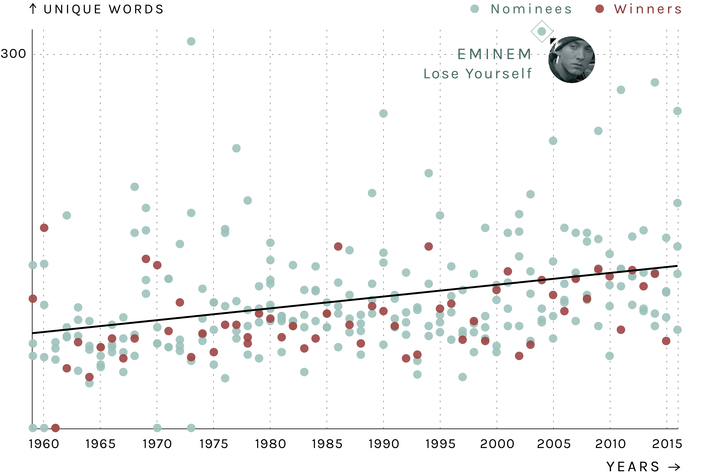 ↑ UNIQUE WORDS
Nominees
Winners
300
EMINEM
Lose Yourself
1960 1965 1970 1975 1980 1985 1990 1995 2000 2005 2010 2015
YEARS →